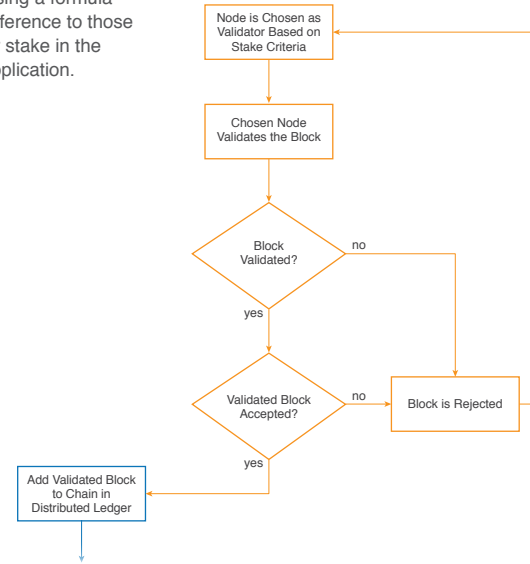 sing a formula
ference to those
stake in the
plication.
Node is Chosen as
Validator Based on
Stake Criteria
Chosen Node
Validates the Block
Block
Validated?
no
yes
Validated Block
Accepted?
no
Block is Rejected
yes
Add Validated Block
to Chain in
Distributed Ledger